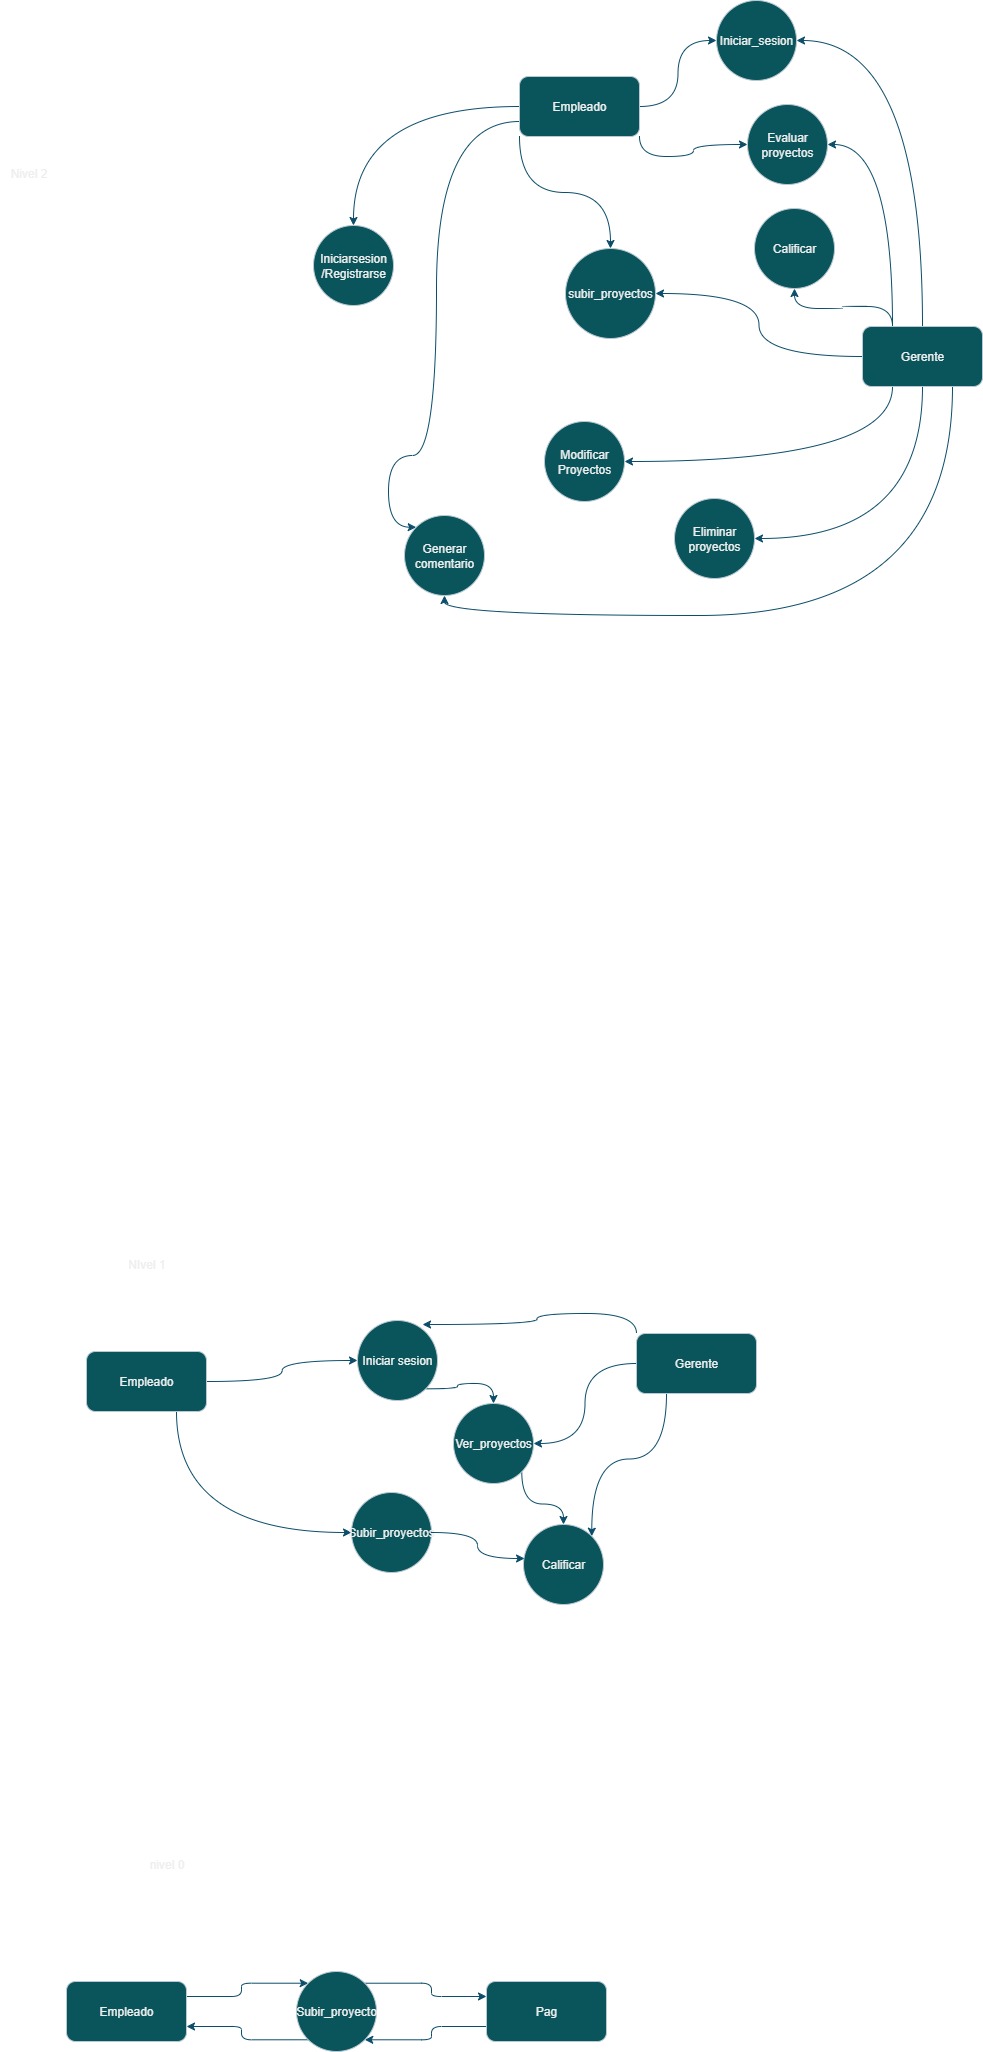 Iniciar_sesion
Empleado
Evaluar
proyectos
Nivel 2
Calificar
Iniciarsesion
/Registrarse
subir_proyectos
Gerente
Modificar
Proyectos
Eliminar
proyectos
Generar
comentario
Nivel 1
Iniciar sesion
Gerente
Empleado
Ver_proyectos
Subir_proyectos
Calificar
nivel 0
Empleado
Subir_proyecto
Pag